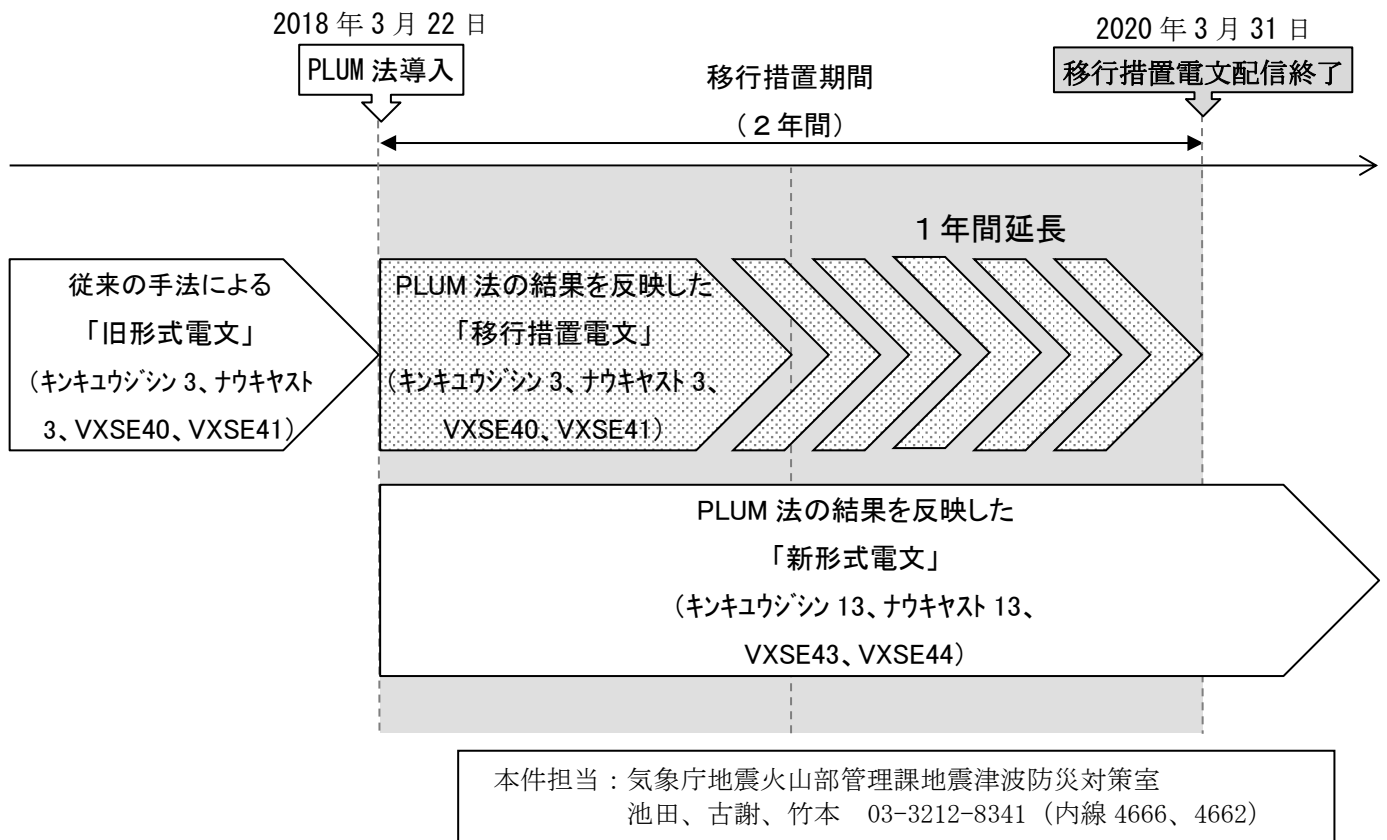 2018 年 3 月 22 日
PLUM 法導入
2020 年 3 月 31 日
移行措置電文配信終了
移行措置期間
(2年間)
1年間延長
従来の手法による
「旧形式電文」
(キンキュウジシン 3、ナウキャスト
3、VXSE40、VXSE41)
PLUM 法の結果を反映した
「移行措置電文」
(キンキュウジシン 3、ナウキャスト 3、
VXSE40、VXSE41)
PLUM 法の結果を反映した
「新形式電文」
(キンキュウジシン 13、ナウキャスト 13、
VXSE43、VXSE44)
本件担当：気象庁地震火山部管理課地震津波防災対策室
池田、古謝、竹本 03-3212-8341 (内線 4666、4662)